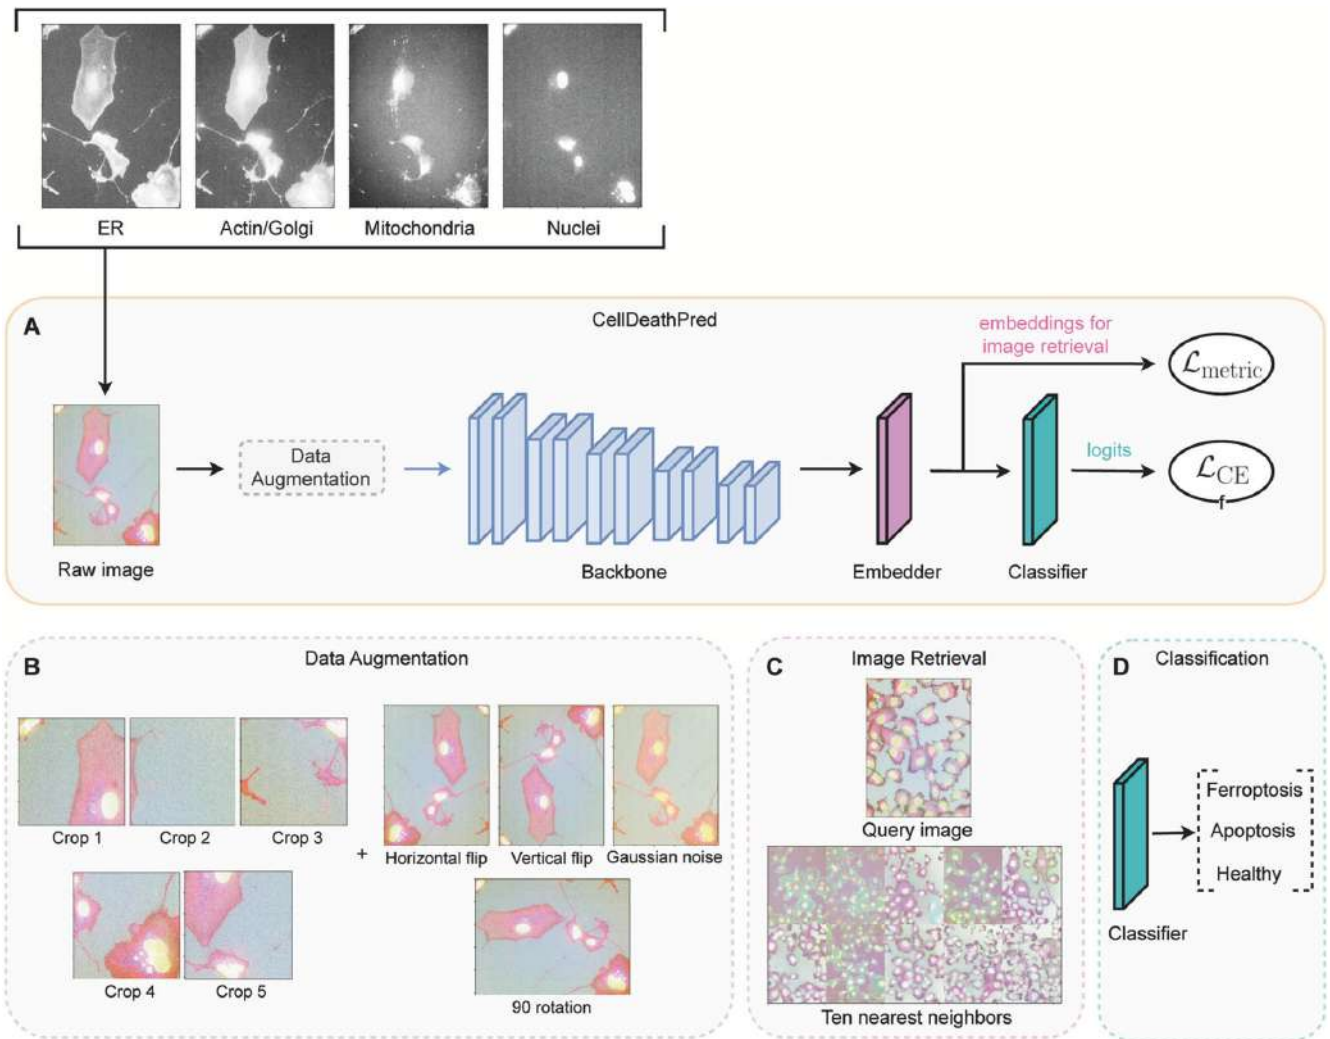 ER
Actin/Golgi
Mitochondria
Nuclei
A
CellDeathPred
embeddings for
image retrieval
ℒmetric
Data
Augmentation
logits
ℒCE
f
Raw image
Backbone
Embedder
Classifier
B
Data Augmentation
Crop 1
Crop 2
Crop 3
+
Horizontal flip
Vertical flip
Gaussian noise
Crop 4
Crop 5
90 rotation
C
Image Retrieval
Query image
Ten nearest neighbors
D
Classification
Ferroptosis
Apoptosis
Healthy
Classifier